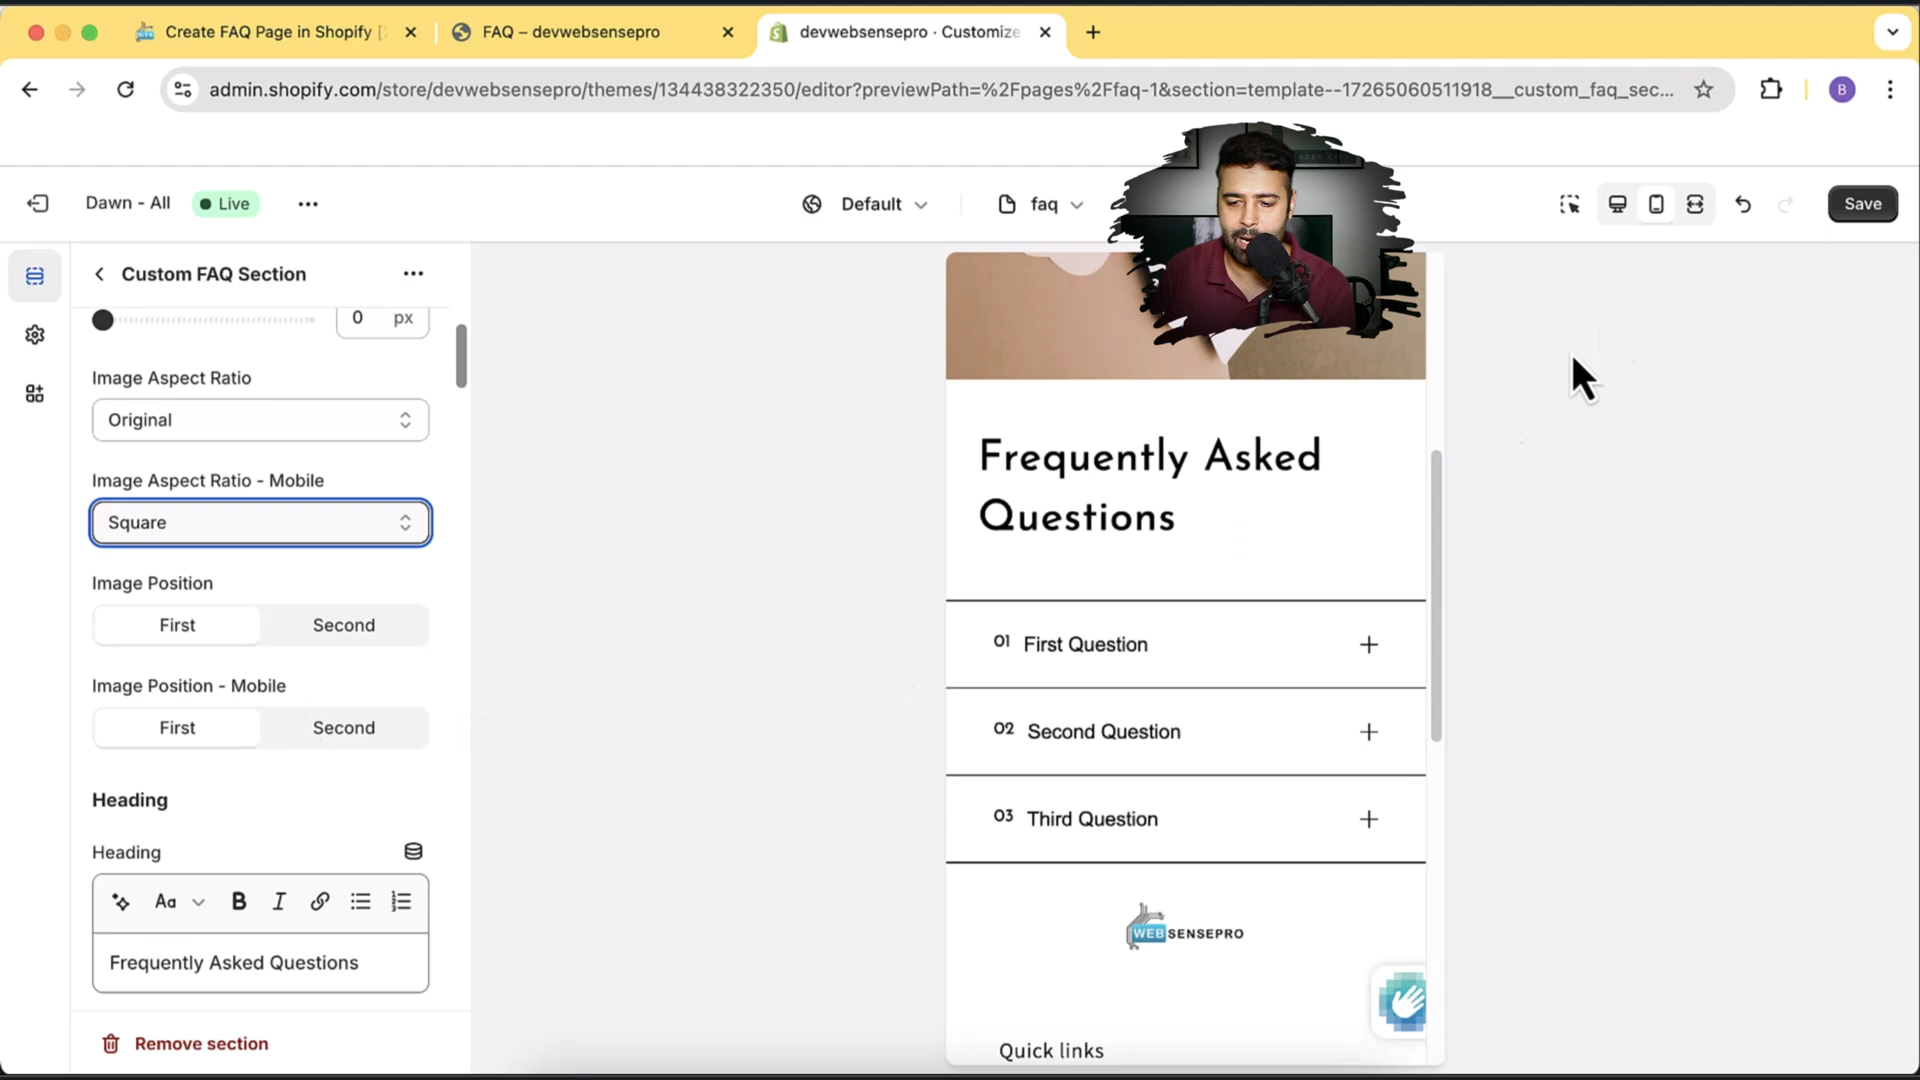 Create FAQ Page in Shopify [
FAQ – devwebsensepro
devwebsensepro · Customize
admin.shopify.com/store/devwebsensepro/themes/134438322350/editor?previewPath=%2Fpages%2Ffaq-1&section=template--17265060511918__custom_faq_sec...
B
Dawn - All
Live
Default
faq
Save
Custom FAQ Section
0 px
Image Aspect Ratio
Original
Image Aspect Ratio - Mobile
Square
Image Position
First Second
Image Position - Mobile
First Second
Heading
Heading
Aa B I
Frequently Asked Questions
Remove section
Frequently Asked
Questions
01 First Question
02 Second Question
03 Third Question
WEBSENSEPRO
Quick links